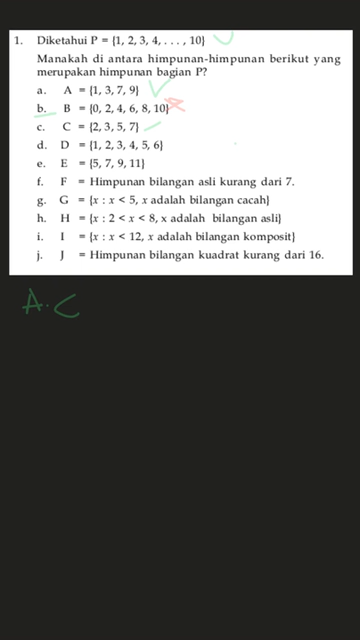 1. Diketahui P = {1, 2, 3, 4, . . . , 10}
Manakah di antara himpunan-himpunan berikut yang
merupakan himpunan bagian P?
a. A = {1, 3, 7, 9}
b. B = {0, 2, 4, 6, 8, 10}
c. C = {2, 3, 5, 7}
d. D = {1, 2, 3, 4, 5, 6}
e. E = {5, 7, 9, 11}
f. F = Himpunan bilangan asli kurang dari 7.
g. G = {x : x < 5, x adalah bilangan cacah}
h. H = {x : 2 < x < 8, x adalah bilangan asli}
i. I = {x : x < 12, x adalah bilangan komposit}
j. J = Himpunan bilangan kuadrat kurang dari 16.
A. C